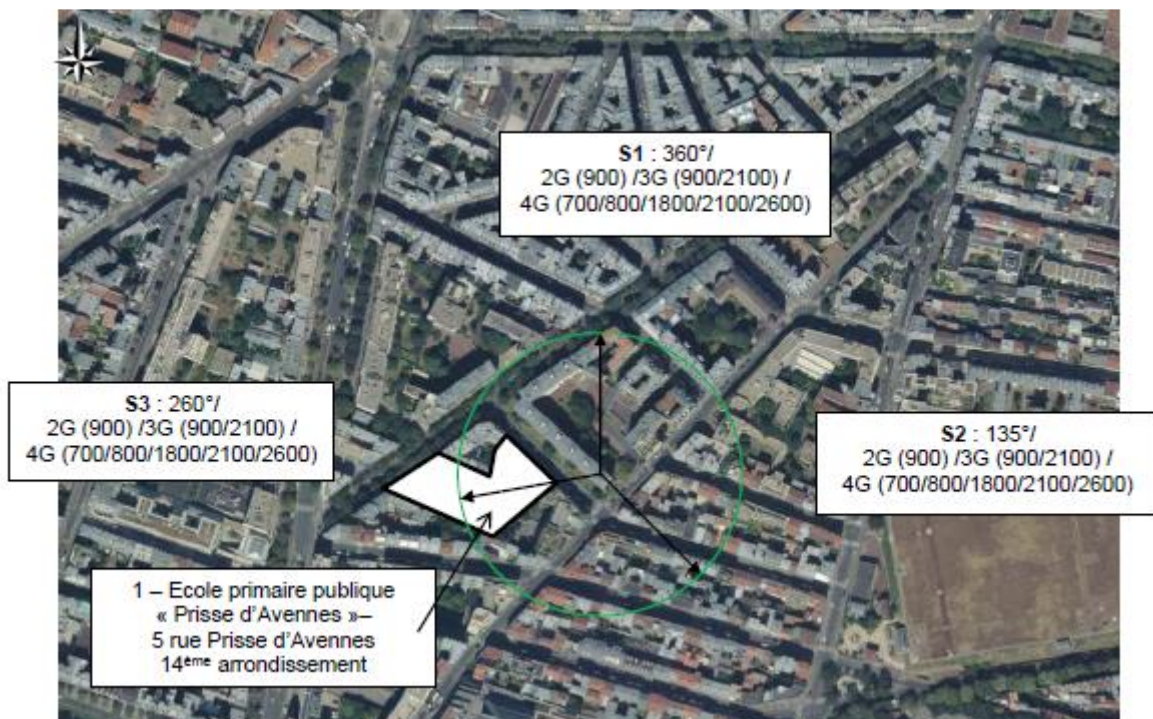 S1 : 360°/
2G (900) /3G (900/2100) /
4G (700/800/1800/2100/2600)
S3 : 260°/
2G (900) /3G (900/2100) /
4G (700/800/1800/2100/2600)
S2 : 135°/
2G (900) /3G (900/2100) /
4G (700/800/1800/2100/2600)
1 – Ecole primaire publique
« Prisse d'Avennes »–
5 rue Prisse d'Avennes
14ème arrondissement